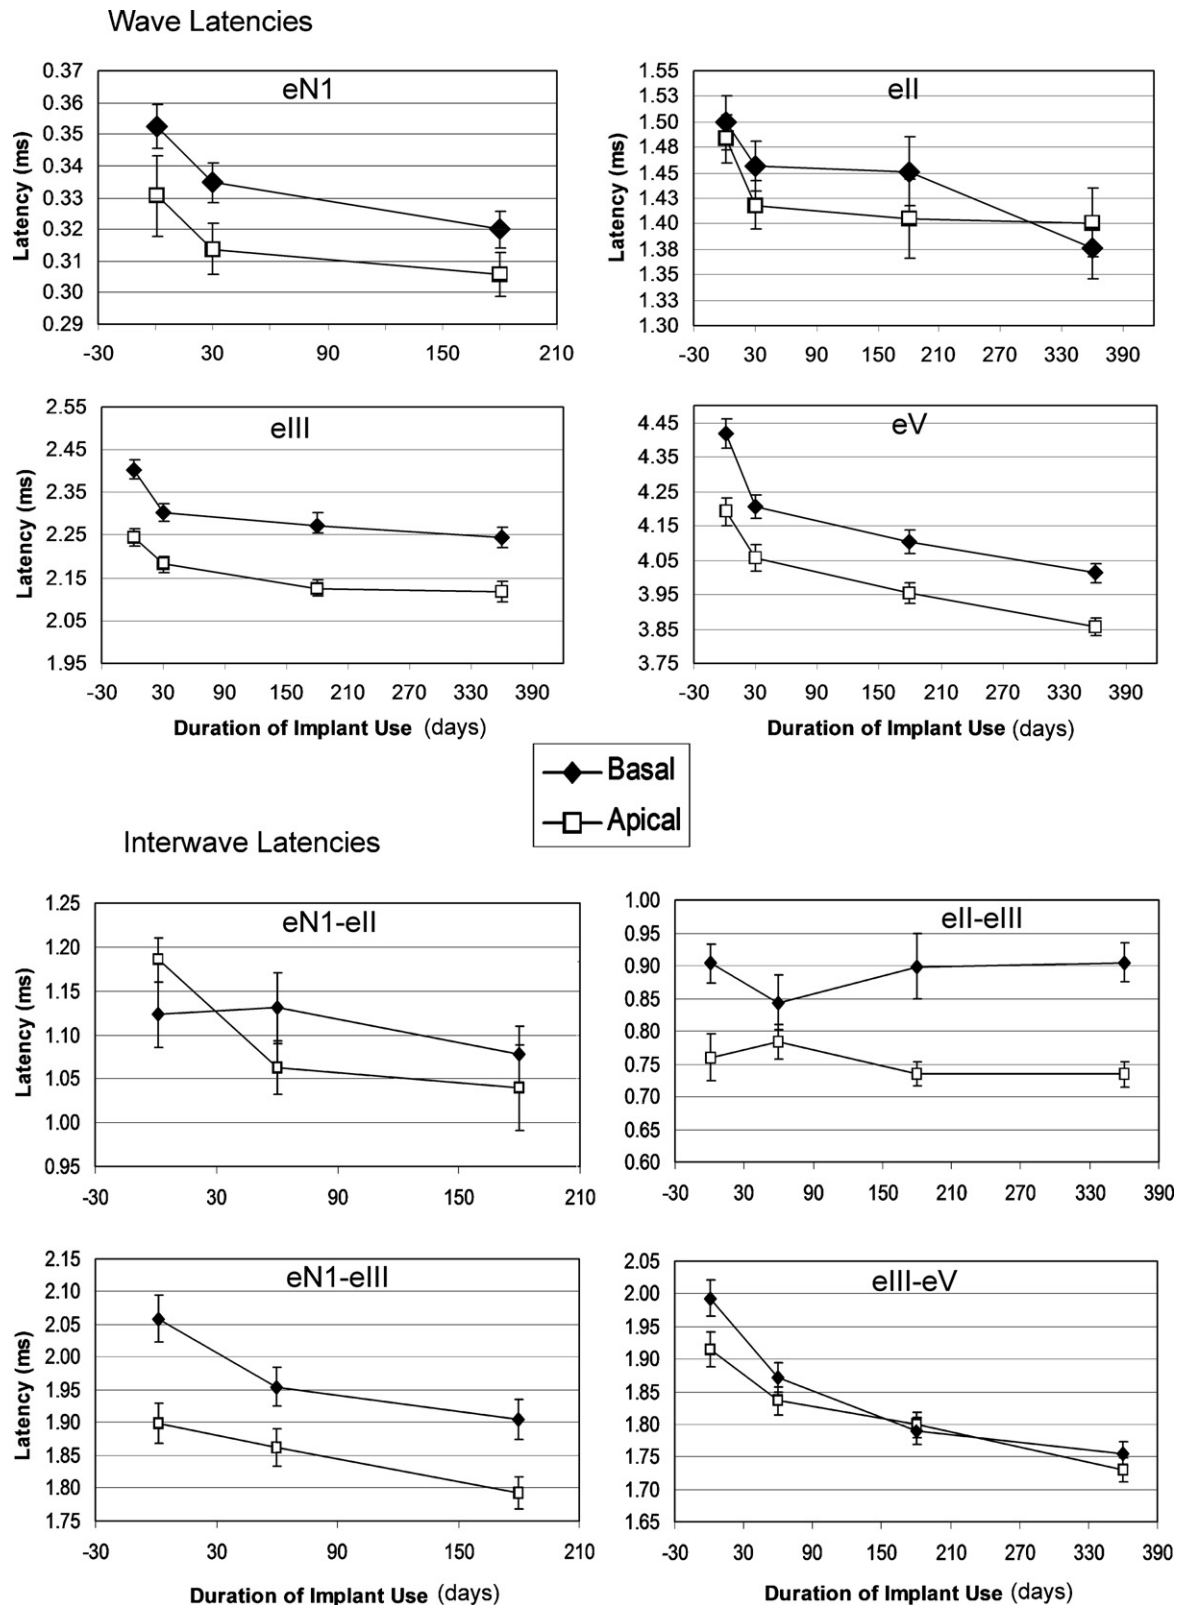 Wave Latencies
eN1
Latency (ms)
0.37
0.36
0.35
0.34
0.33
0.32
0.31
0.30
0.29
-30 30 90 150 210
eII
Latency (ms)
1.55
1.53
1.50
1.48
1.45
1.43
1.40
1.38
1.35
1.33
1.30
-30 30 90 150 210 270 330 390
eIII
Latency (ms)
2.55
2.45
2.35
2.25
2.15
2.05
1.95
-30 30 90 150 210 270 330 390
Duration of Implant Use (days)
eV
4.45
4.35
4.25
4.15
4.05
3.95
3.85
3.75
-30 30 90 150 210 270 330 390
Duration of Implant Use (days)
Basal
Apical
Interwave Latencies
eN1-eII
Latency (ms)
1.25
1.20
1.15
1.10
1.05
1.00
0.95
-30 30 90 150 210
eII-eIII
1.00
0.95
0.90
0.85
0.80
0.75
0.70
0.65
0.60
-30 30 90 150 210 270 330 390
eN1-eIII
Latency (ms)
2.15
2.10
2.05
2.00
1.95
1.90
1.85
1.80
1.75
-30 30 90 150 210
Duration of Implant Use (days)
eIII-eV
2.05
2.00
1.95
1.90
1.85
1.80
1.75
1.70
1.65
-30 30 90 150 210 270 330 390
Duration of Implant Use (days)